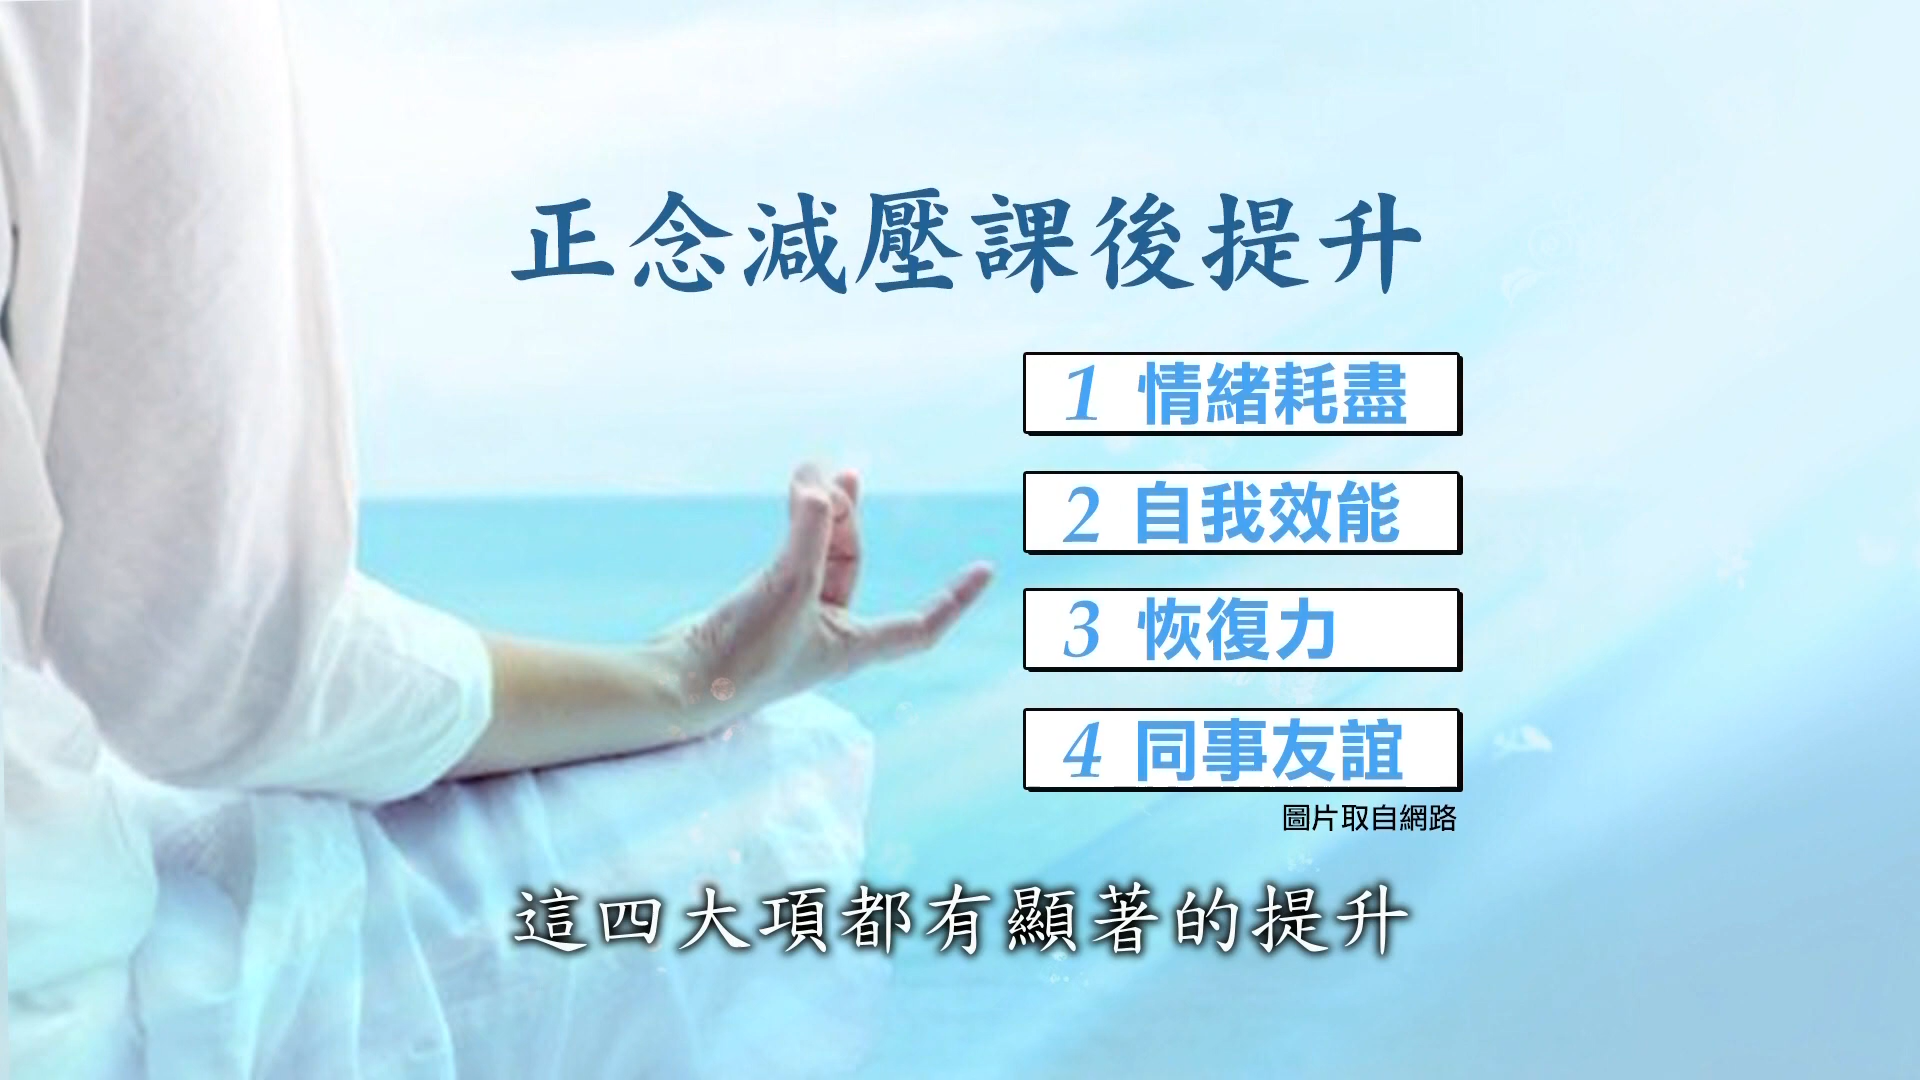 正念減壓課後提升
1 情緒耗盡
2 自我效能
3 恢復力
4 同事友誼
圖片取自網路
這四大項都有顯著的提升